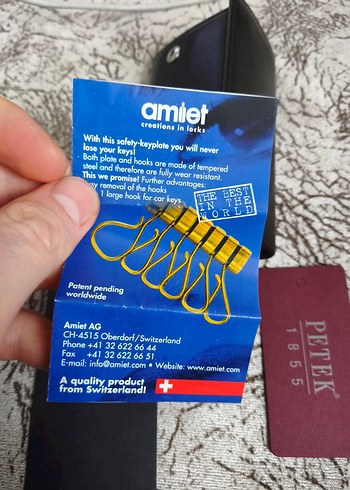 amiet
creations in locks
With this safety-keyplate you will never
lose your keys!
Both plate and hooks are made of tempered
steel and therefore are fully wear resistant.
This we promise! Further advantages:
removal of the hooks
1 large hook for car keys
THE BEST
IN THE
WORLD
Patent pending
worldwide
Amiet AG
CH-4515 Oberdorf/Switzerland
Phone +41 32 622 66 44
Fax +41 32 622 66 51
E-mail: info@amiet.com • Website: www.amiet.com
A quality product
from Switzerland!
PETEK
1855